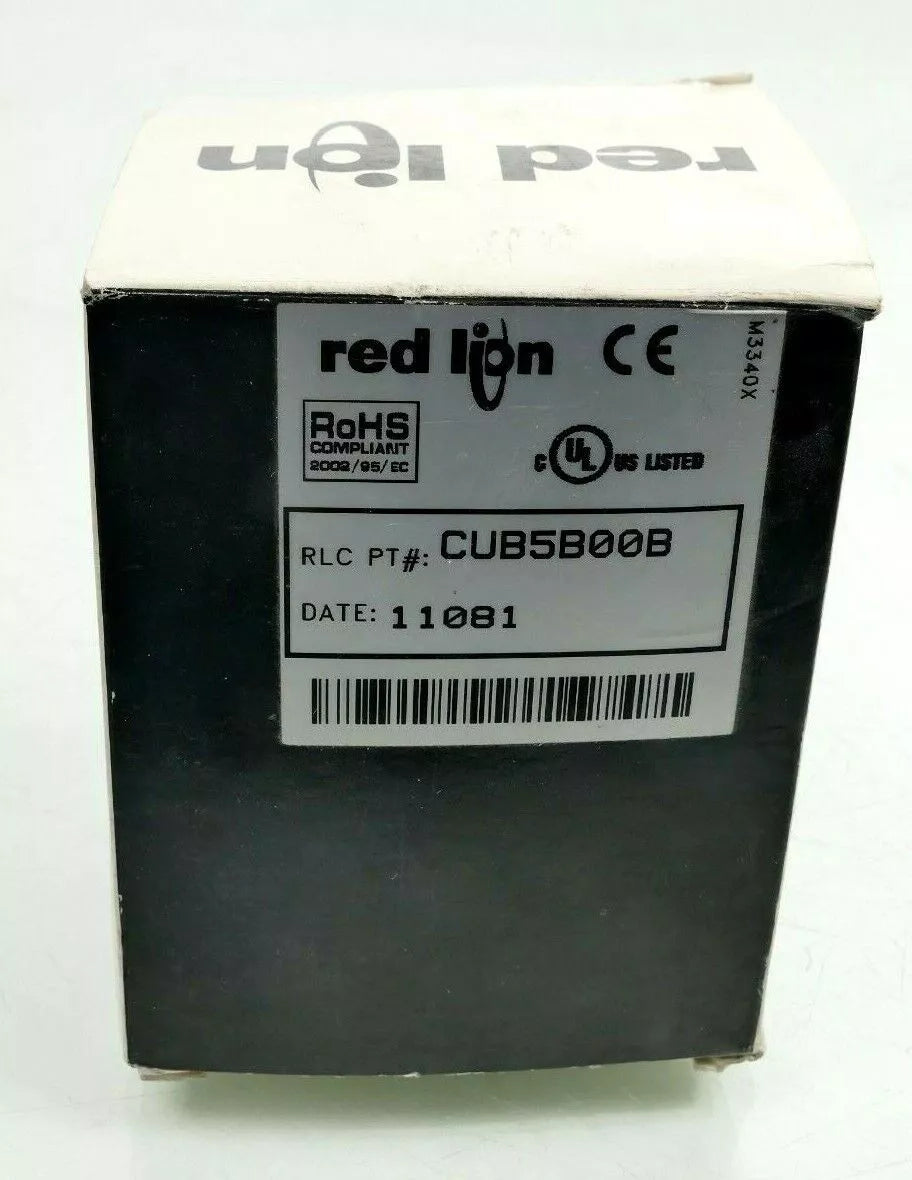 red lion
red lion CE
M3340X
RoHS
COMPLIANT
2002/95/EC
C UL US LISTED
RLC PT#: CUB5B00B
DATE: 11081